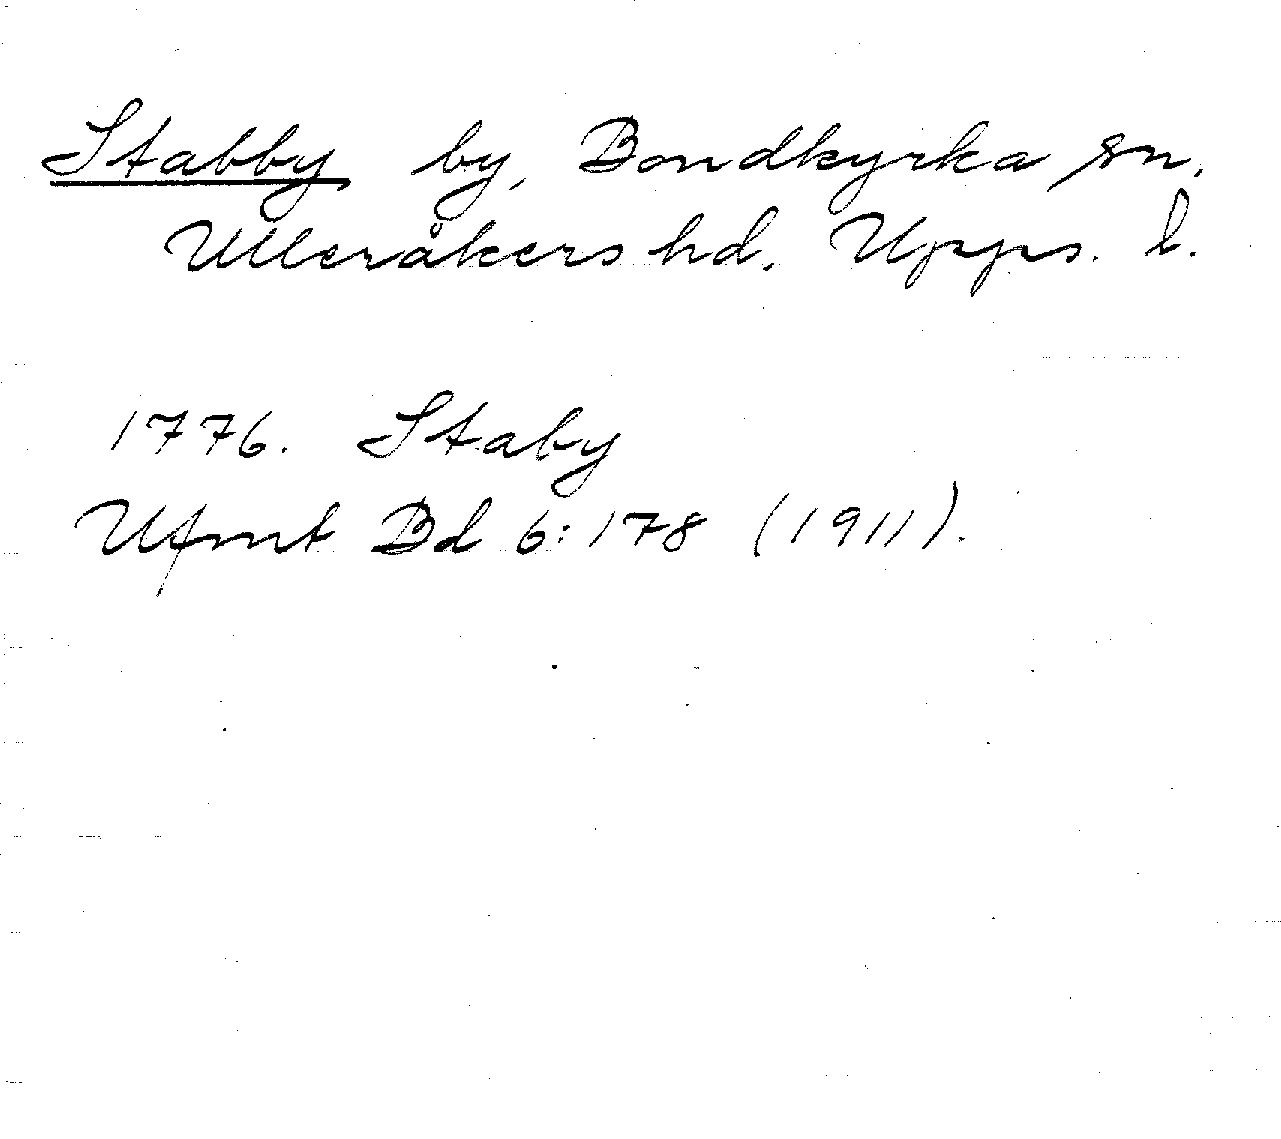 Stabby by, Bondkyrka sn,
Ulleråkers hd. Upps. l.
1776. Staby
Ufmt Bd 6:178 (1911).